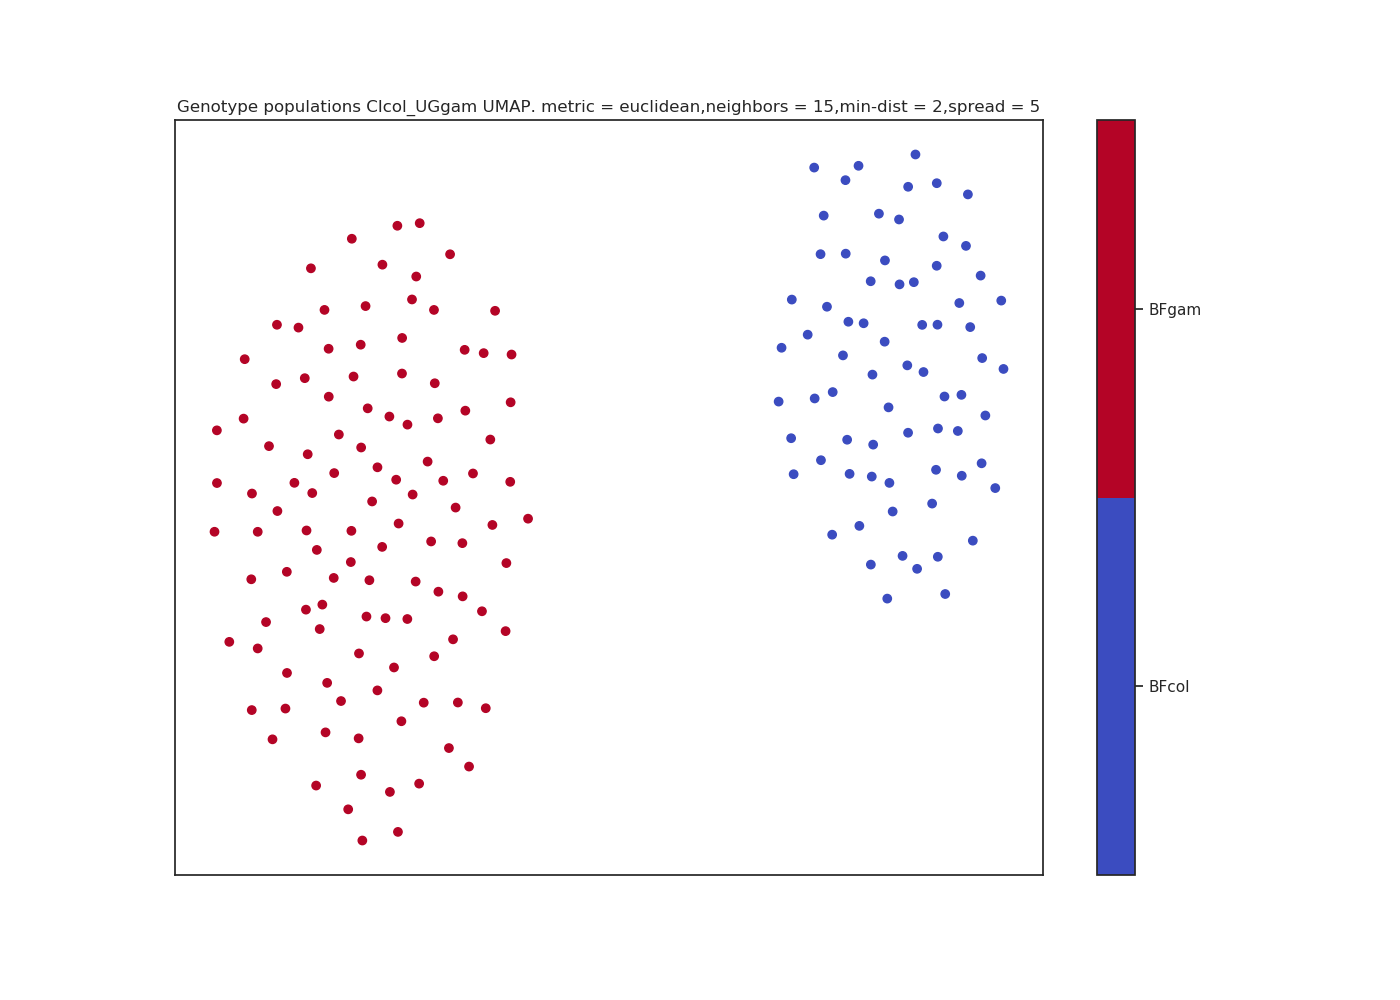 Genotype populations CIcol_UGgam UMAP. metric = euclidean,neighbors = 15,min-dist = 2,spread = 5
BFgam
BFcol